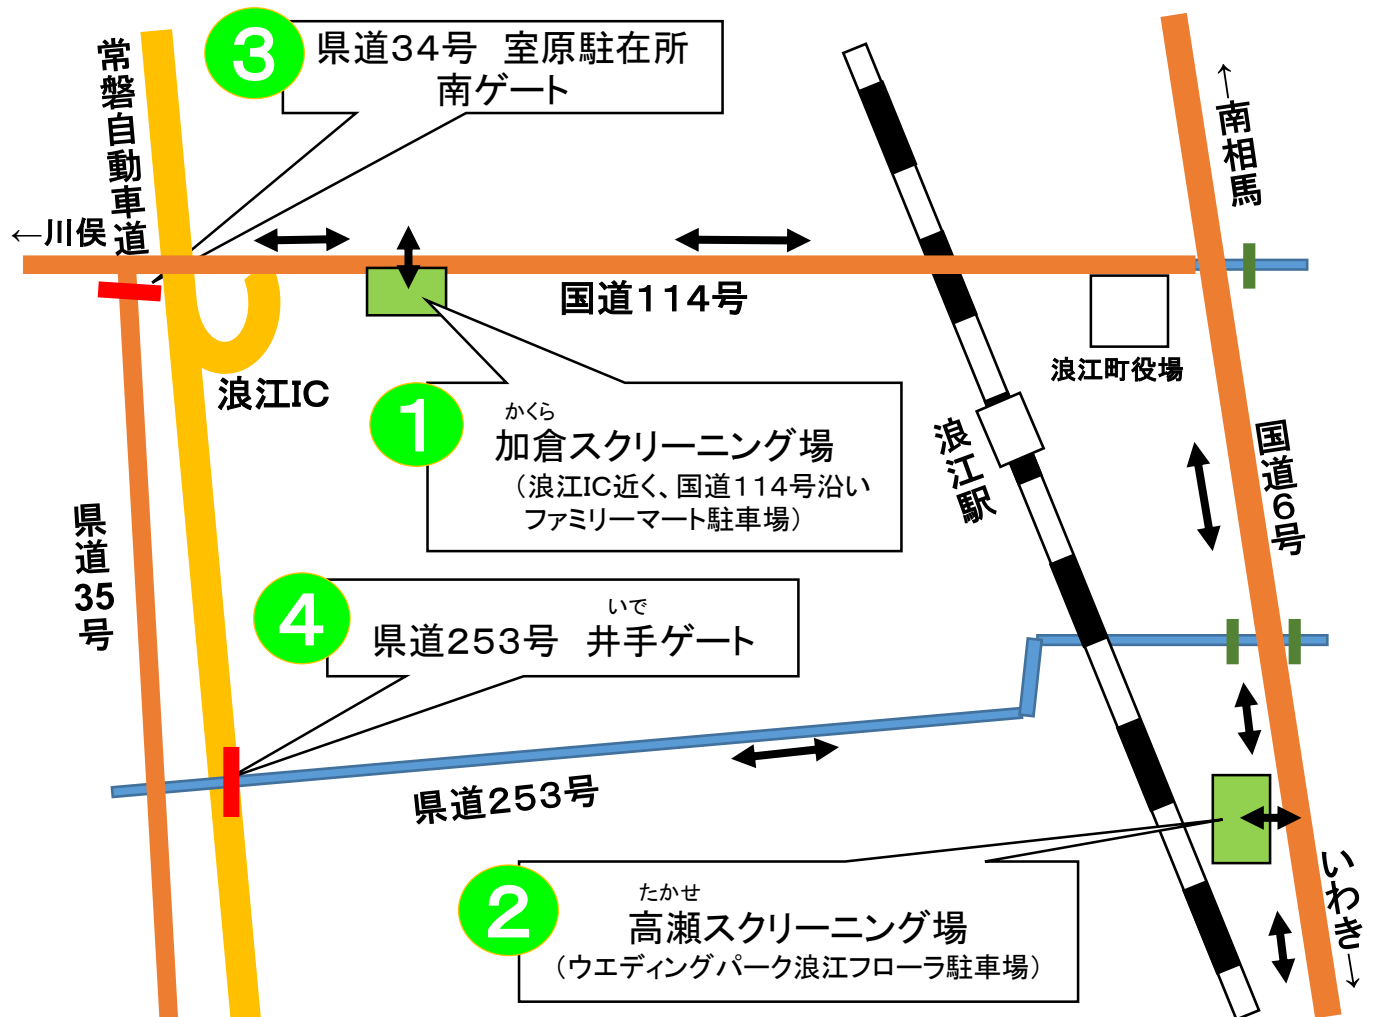 3
県道34号 室原駐在所
南ゲート
常磐自動車道
←南相馬
←川俣
国道114号
浪江町役場
浪江IC
1
かくら
加倉スクリーニング場
(浪江IC近く、国道114号沿い
ファミリーマート駐車場)
浪江駅
国道6号
県道35号
4
いで
県道253号 井手ゲート
県道253号
いわき→
2
たかせ
高瀬スクリーニング場
(ウエディングパーク浪江フローラ駐車場)